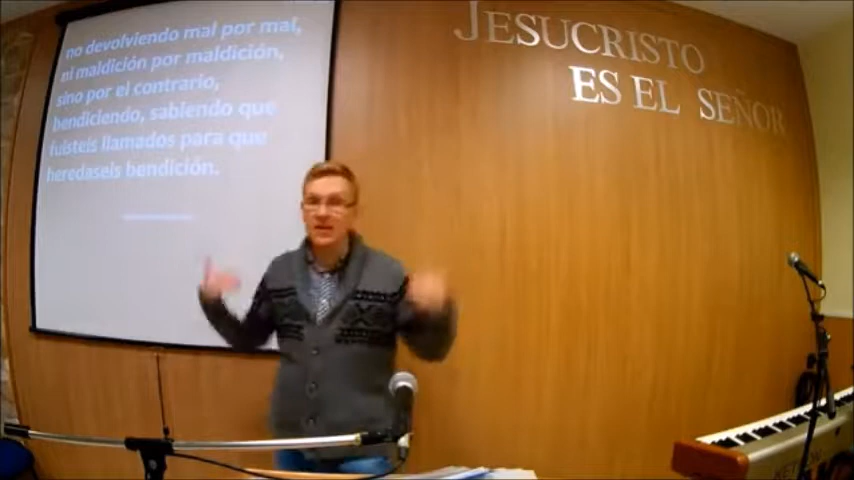 no devolviendo mal por mal,
ni maldición por maldición,
sino por el contrario,
bendiciendo, sabiendo que
fuisteis llamados para que
heredaseis bendición.
JESUCRISTO
ES EL SEÑOR